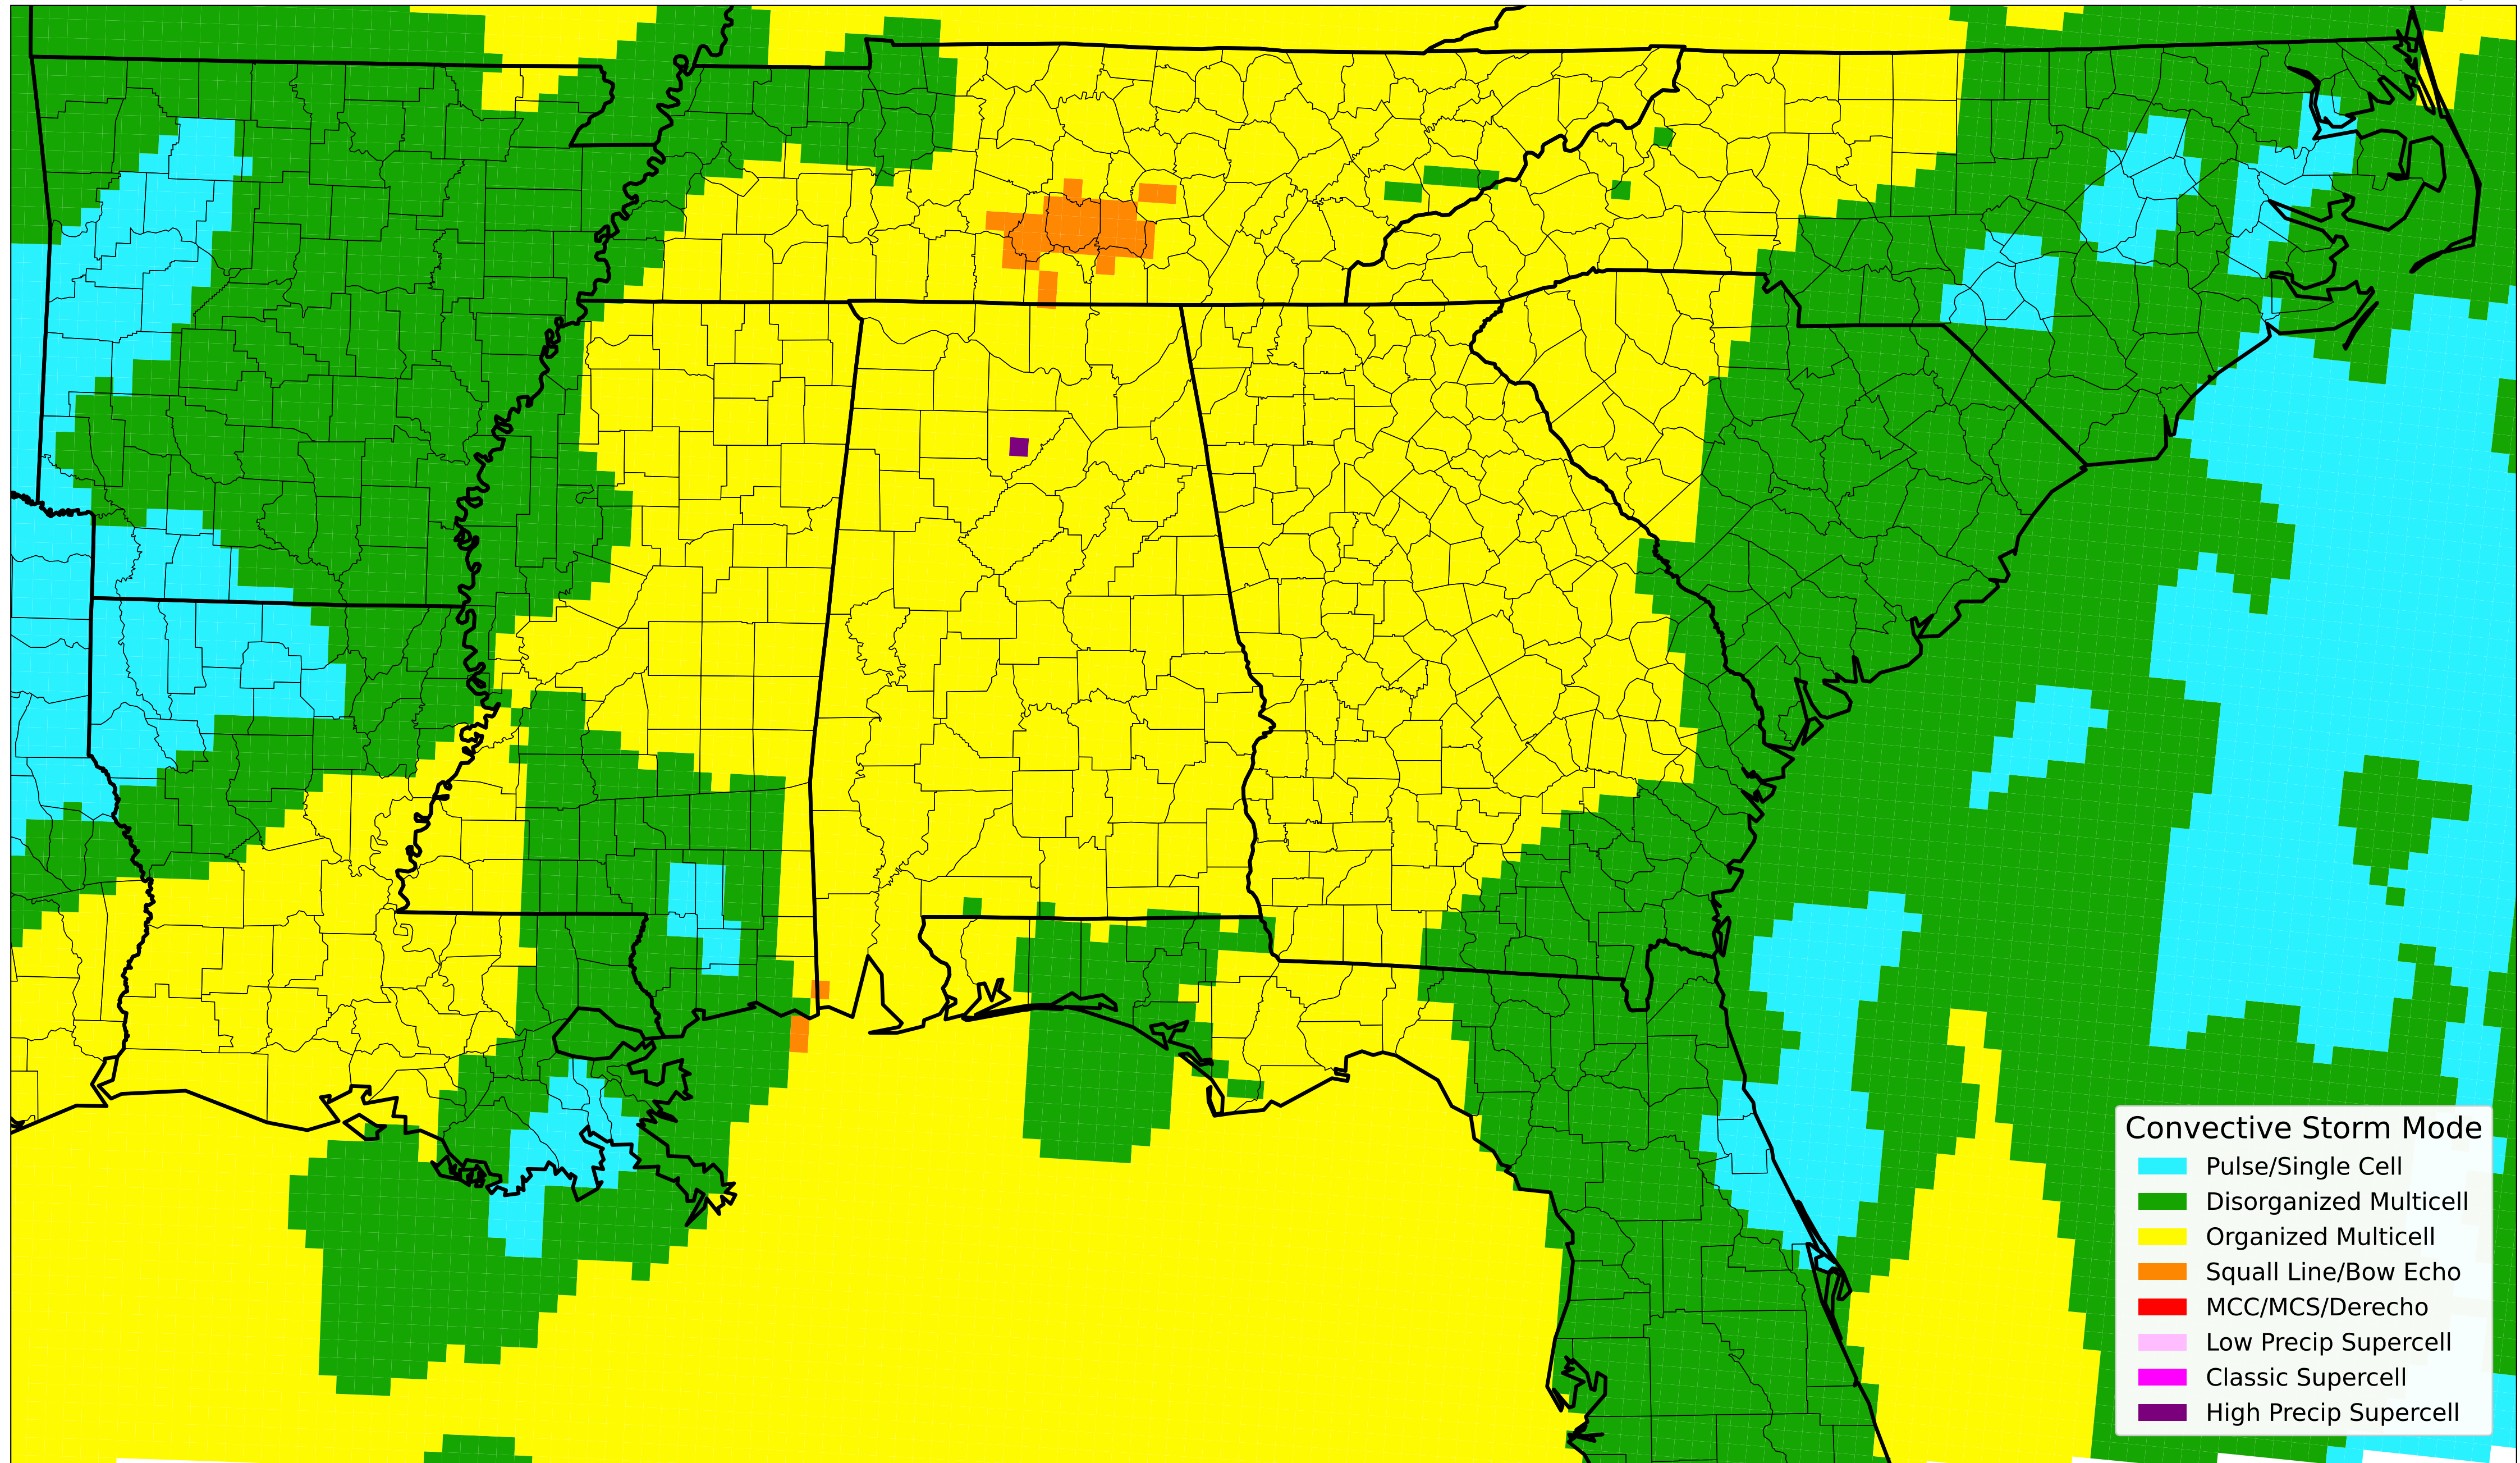 Convective Storm Mode
Pulse/Single Cell
Disorganized Multicell
Organized Multicell
Squall Line/Bow Echo
MCC/MCS/Derecho
Low Precip Supercell
Classic Supercell
High Precip Supercell